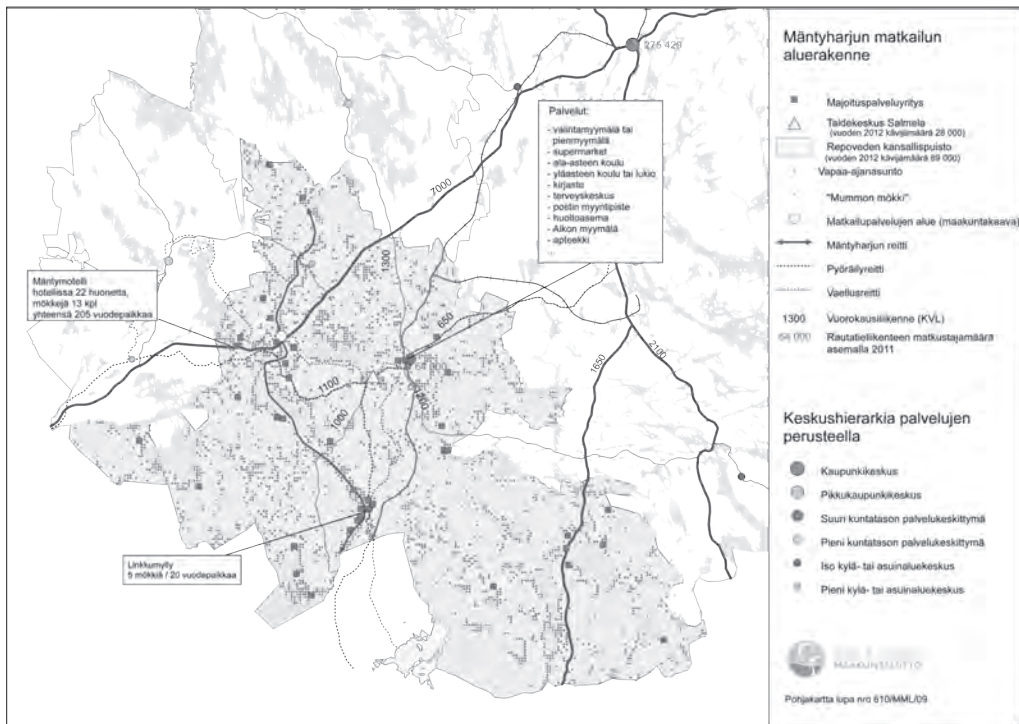 275 420
Palvelut:
- valintamyymälä tai
pienmyymälä
- supermarket
- ala-asteen koulu
- yläasteen koulu tai lukio
- kirjasto
- terveyskeskus
- postin myyntipiste
- huoltoasema
- Alkon myymälä
- apteekki
7000
1300
650
Mäntymotelli
hotellissa 22 huonetta,
mökkejä 13 kpl
yhteensä 205 vuodepaikkaa
1100
1000
1650
2100
Linkkumylly
5 mökkiä / 20 vuodepaikkaa
Mäntyharjun matkailun
aluerakenne
Majoituspalveluyritys
Taidekeskus Salmela
(vuoden 2012 kävijämäärä 28 000)
Repoveden kansallispuisto
(vuoden 2012 kävijämäärä 89 000)
Vapaa-ajanasunto
"Mummon mökki"
Matkailupalvelujen alue (maakuntakaava)
Mäntyharjun reitti
Pyöräilyreitti
Vaellusreitti
1300 Vuorokausiliikenne (KVL)
64 000 Rautatieliikenteen matkustajamäärä
asemalla 2011
Keskushierarkia palvelujen
perusteella
Kaupunkikeskus
Pikkukaupunkikeskus
Suuri kuntatason palvelukeskittymä
Pieni kuntatason palvelukeskittymä
Iso kylä- tai asuinaluekeskus
Pieni kylä- tai asuinaluekeskus
MAAKUNTALIITTO
Pohjakartta lupa nro 610/MML/09